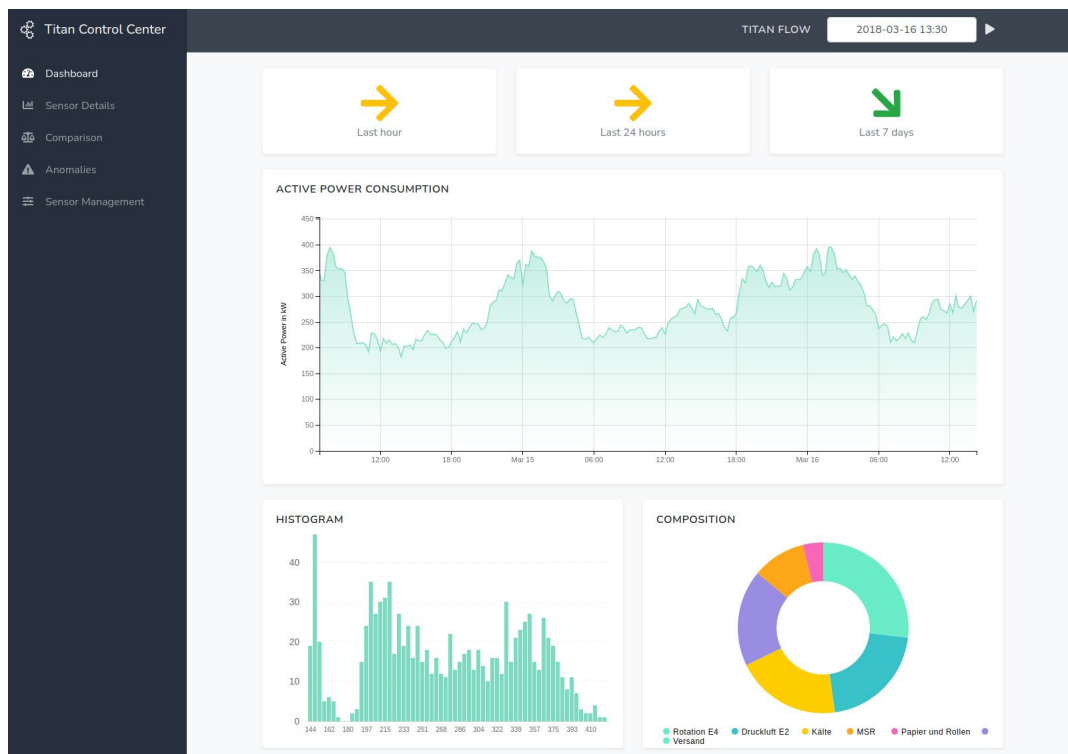 Titan Control Center
TITAN FLOW
2018-03-16 13:30
Dashboard
Sensor Details
Comparison
Anomalies
Sensor Management
Last hour
Last 24 hours
Last 7 days
ACTIVE POWER CONSUMPTION
Active Power in kW
450
400
350
300
250
200
150
100
50
0
12:00 18:00 Mar 15 06:00 12:00 18:00 Mar 16 06:00 12:00
HISTOGRAM
40
30
20
10
0
144 162 180 197 215 233 251 268 286 304 322 339 357 375 393 410
COMPOSITION
Rotation E4 Druckluft E2 Kälte MSR Papier und Rollen
Versand